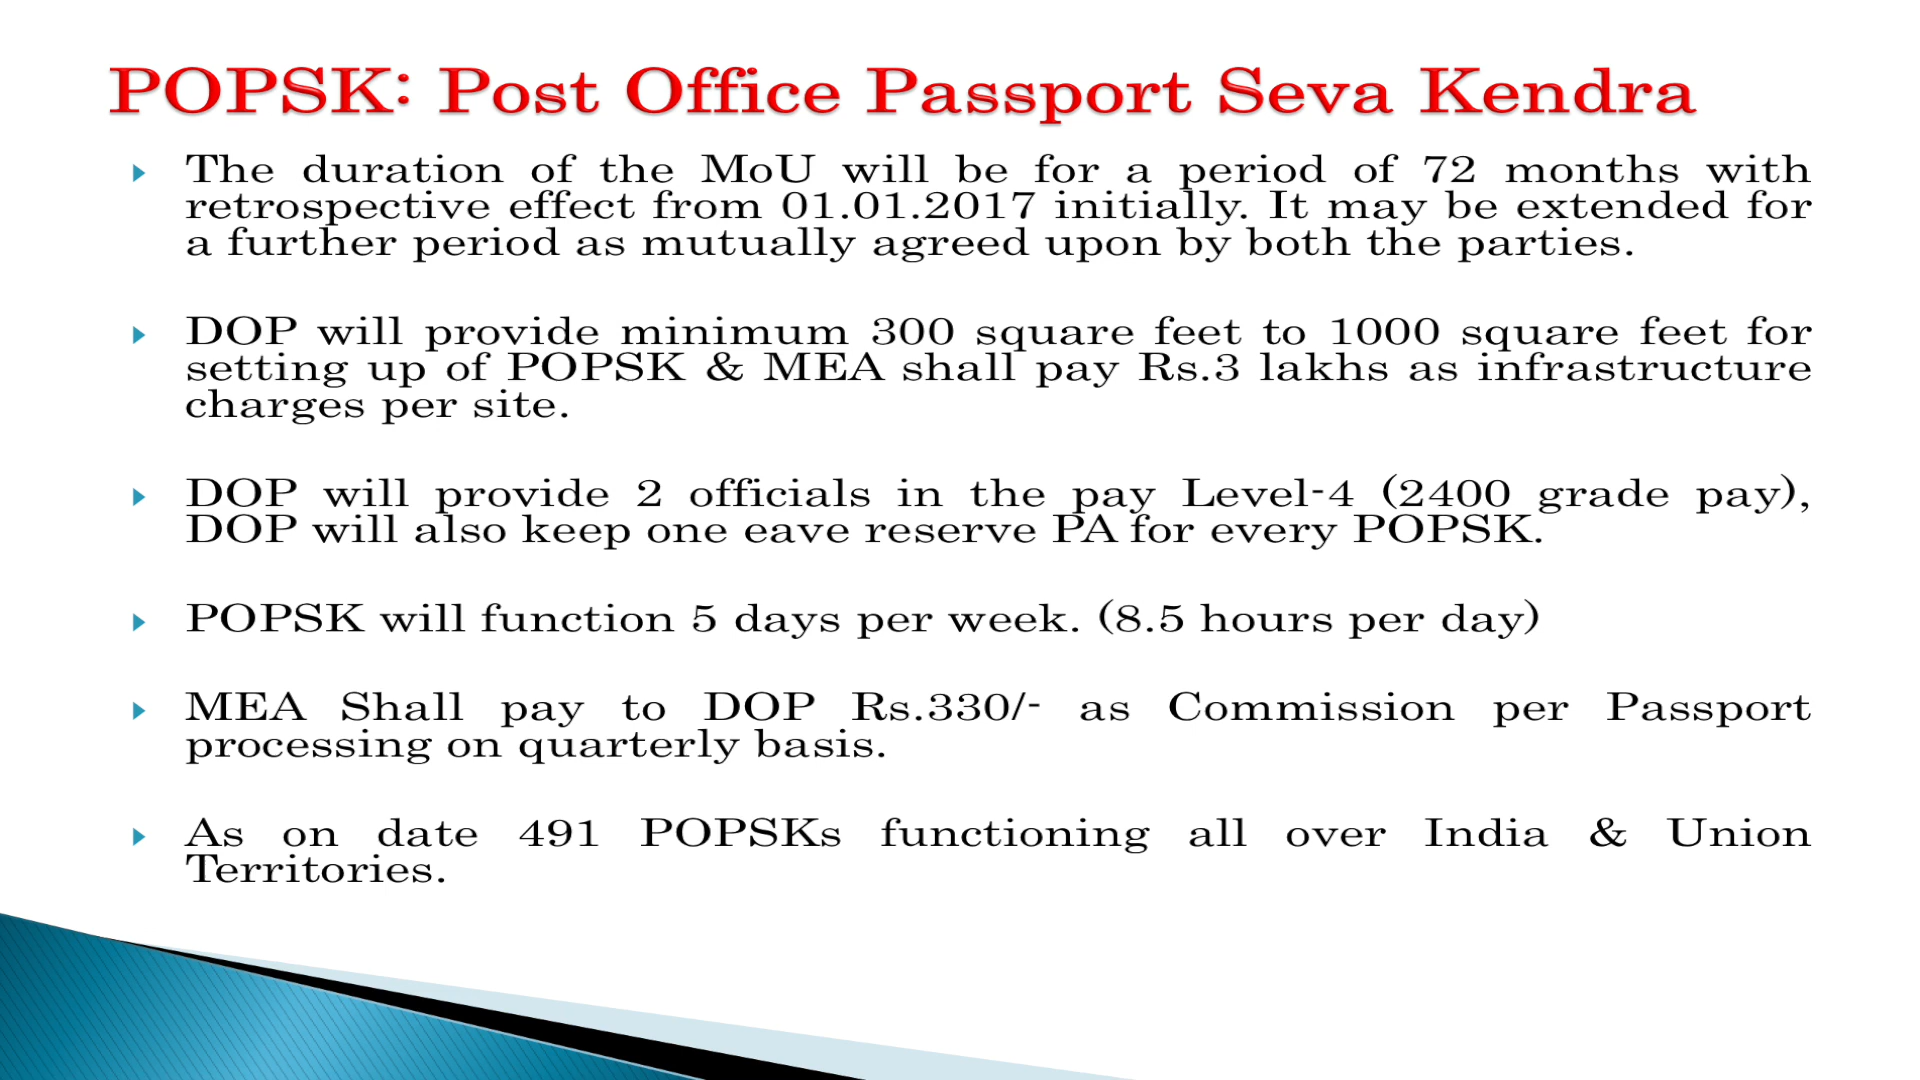 POPSK: Post Office Passport Seva Kendra
The duration of the MoU will be for a period of 72 months with
retrospective effect from 01.01.2017 initially. It may be extended for
a further period as mutually agreed upon by both the parties.
DOP will provide minimum 300 square feet to 1000 square feet for
setting up of POPSK & MEA shall pay Rs.3 lakhs as infrastructure
charges per site.
DOP will provide 2 officials in the pay Level-4 (2400 grade pay),
DOP will also keep one eave reserve PA for every POPSK.
POPSK will function 5 days per week. (8.5 hours per day)
MEA Shall pay to DOP Rs.330/- as Commission per Passport
processing on quarterly basis.
As on date 491 POPSKs functioning all over India & Union
Territories.